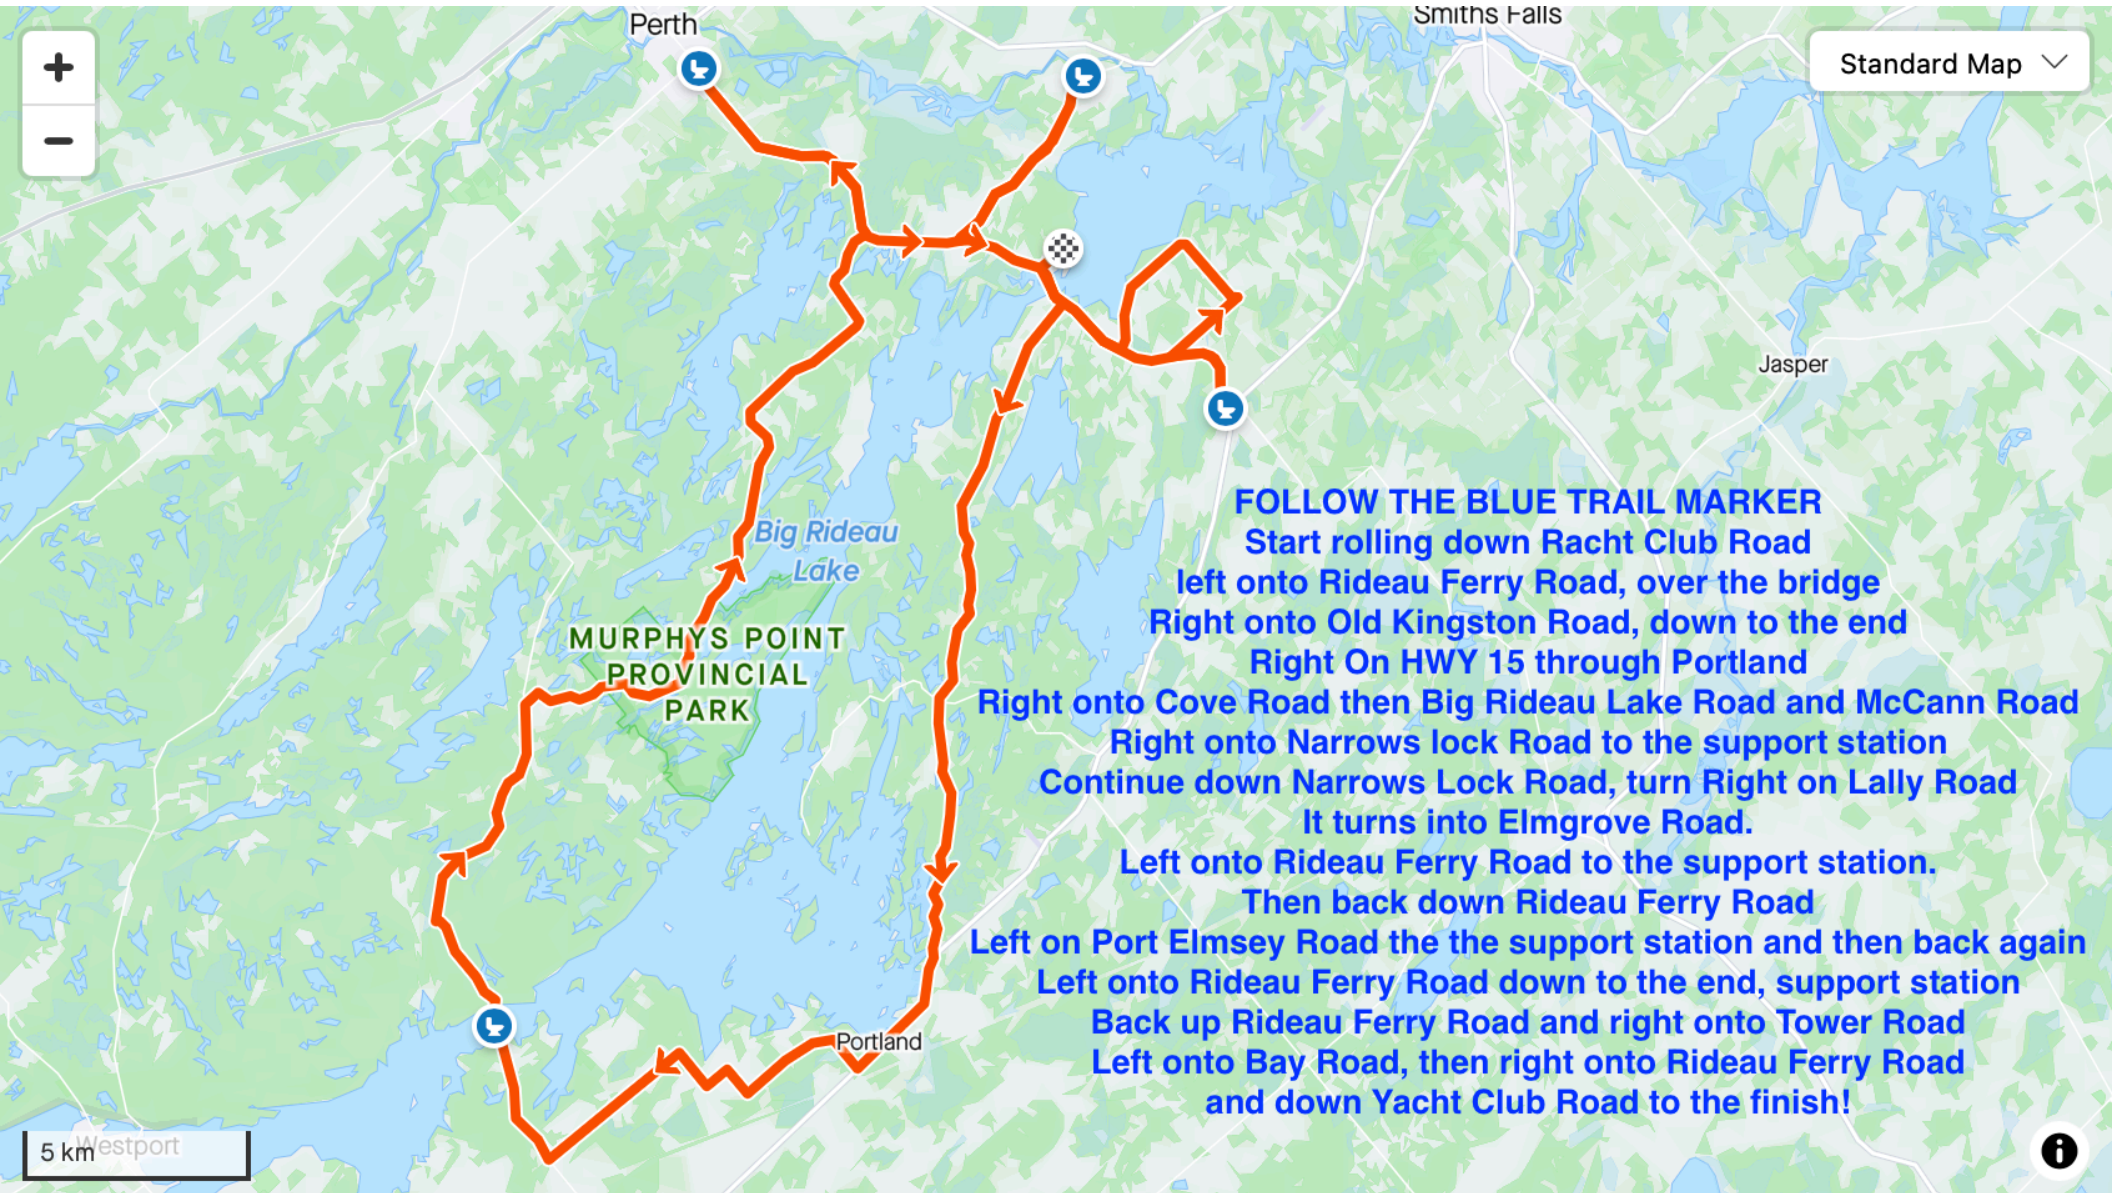 Perth
Smiths Falls
+
Standard Map
−
Jasper
Big Rideau
Lake
MURPHYS POINT
PROVINCIAL
PARK
FOLLOW THE BLUE TRAIL MARKER
Start rolling down Racht Club Road
left onto Rideau Ferry Road, over the bridge
Right onto Old Kingston Road, down to the end
Right On HWY 15 through Portland
Right onto Cove Road then Big Rideau Lake Road and McCann Road
Right onto Narrows lock Road to the support station
Continue down Narrows Lock Road, turn Right on Lally Road
It turns into Elmgrove Road.
Left onto Rideau Ferry Road to the support station.
Then back down Rideau Ferry Road
Left on Port Elmsey Road the the support station and then back again
Left onto Rideau Ferry Road down to the end, support station
Back up Rideau Ferry Road and right onto Tower Road
Left onto Bay Road, then right onto Rideau Ferry Road
and down Yacht Club Road to the finish!
Portland
Westport
5 km